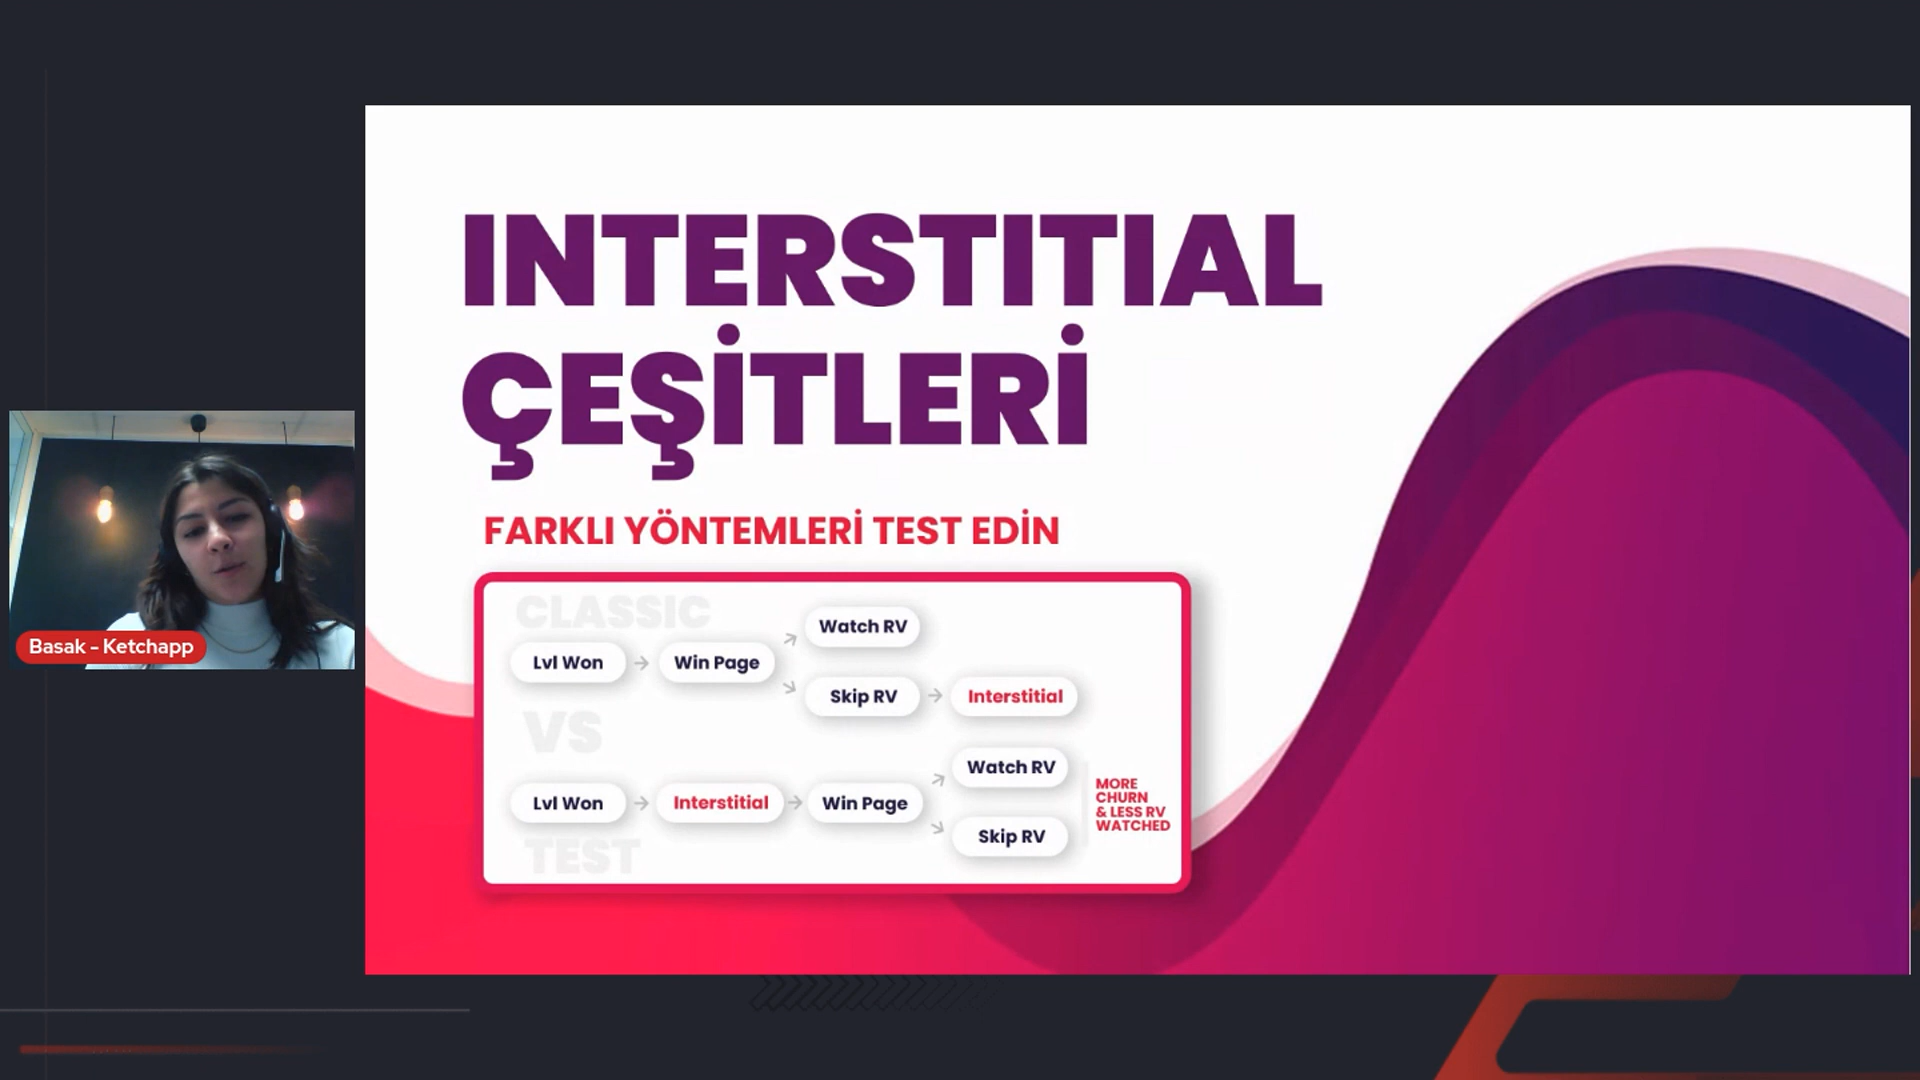 INTERSTITIAL
ÇEŞİTLERİ
FARKLI YÖNTEMLERİ TEST EDİN
CLASSIC
Lvl Won → Win Page
Watch RV
Skip RV → Interstitial
VS
Lvl Won → Interstitial → Win Page
Watch RV
Skip RV
MORE
CHURN
& LESS RV
WATCHED
TEST
Basak - Ketchapp